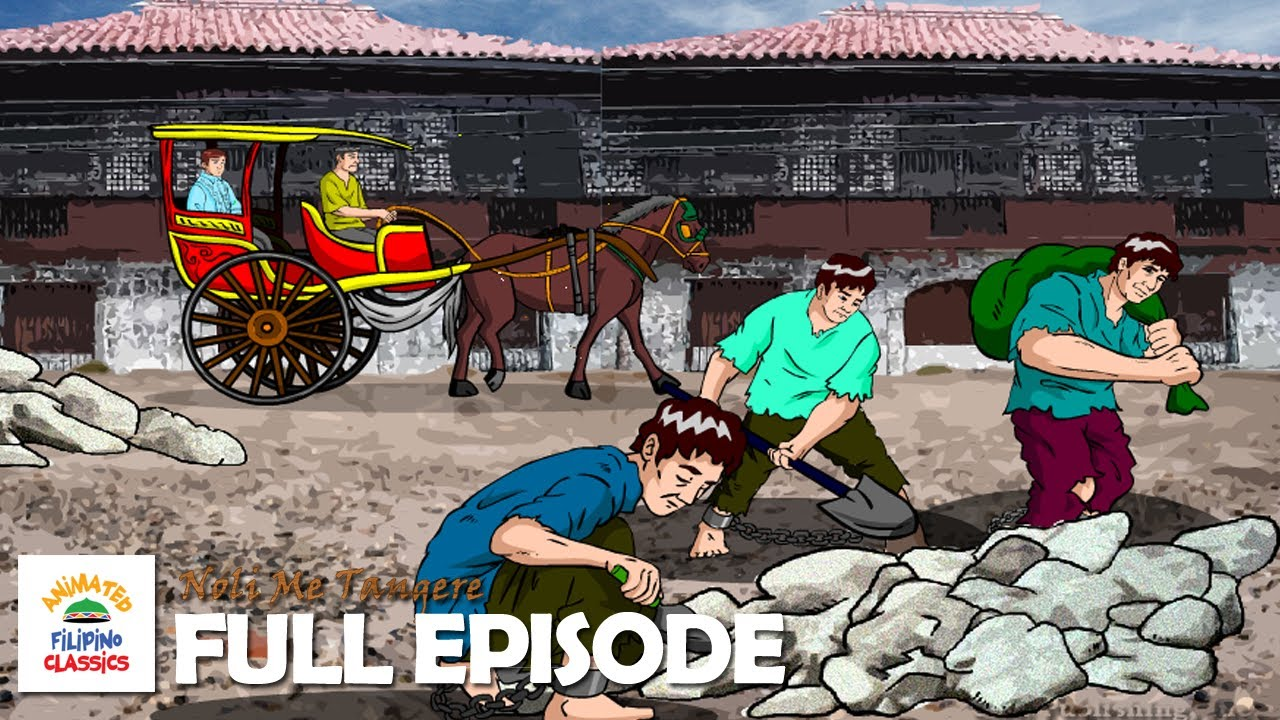 ANIMATED
FILIPINO
CLASSICS
Noli Me Tangere
FULL EPISODE